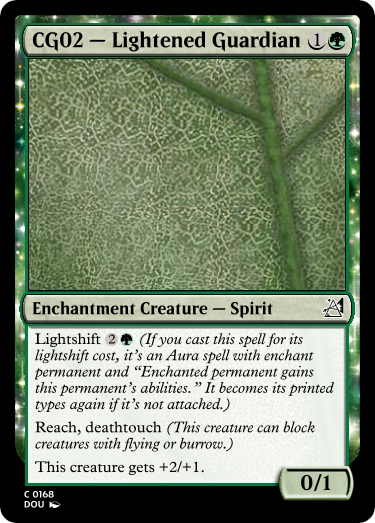 CG02 — Lightened Guardian 1
Enchantment Creature — Spirit
Lightshift 2 (If you cast this spell for its
lightshift cost, it's an Aura spell with enchant
permanent and “Enchanted permanent gains
this permanent's abilities.” It becomes its printed
types again if it's not attached.)
Reach, deathtouch (This creature can block
creatures with flying or burrow.)
This creature gets +2/+1.
0/1
C 0168
DOU